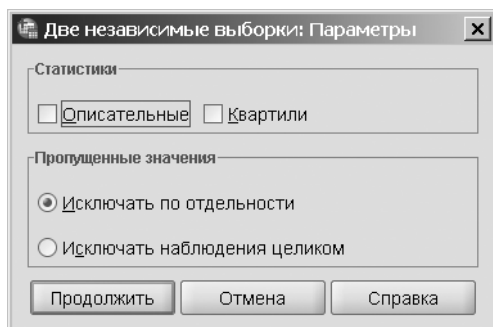 Две независимые выборки: Параметры
Статистики
Описательные Квартили
Пропущенные значения
Исключать по отдельности
Исключать наблюдения целиком
Продолжить Отмена Справка